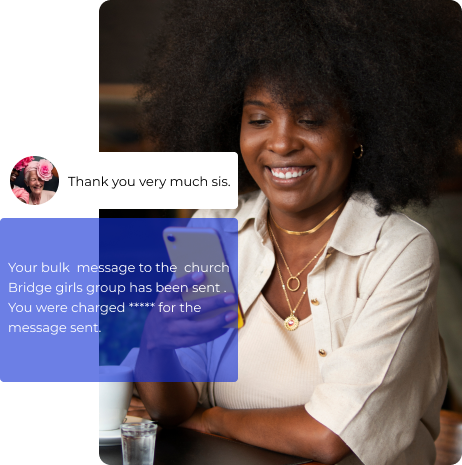 Thank you very much sis.
Your bulk message to the church
Bridge girls group has been sent .
You were charged ***** for the
message sent.